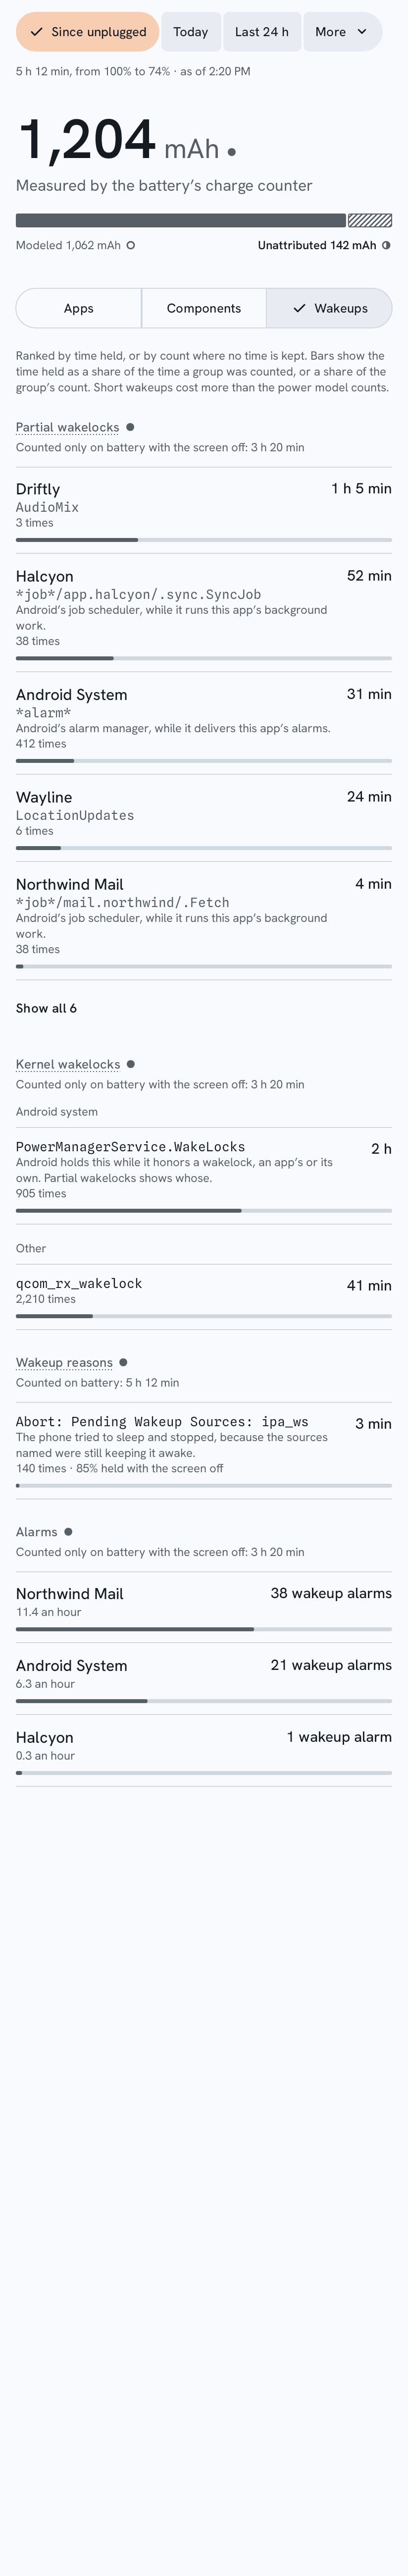 Since unplugged
Today
Last 24 h
More
5 h 12 min, from 100% to 74% · as of 2:20 PM
1,204 mAh
Measured by the battery’s charge counter
Modeled 1,062 mAh
Unattributed 142 mAh
Apps
Components
Wakeups
Ranked by time held, or by count where no time is kept. Bars show the
time held as a share of the time a group was counted, or a share of the
group’s count. Short wakeups cost more than the power model counts.
Partial wakelocks
Counted only on battery with the screen off: 3 h 20 min
Driftly
1 h 5 min
AudioMix
3 times
Halcyon
52 min
*job*/app.halcyon/.sync.SyncJob
Android’s job scheduler, while it runs this app’s background
work.
38 times
Android System
31 min
*alarm*
Android’s alarm manager, while it delivers this app’s alarms.
412 times
Wayline
24 min
LocationUpdates
6 times
Northwind Mail
4 min
*job*/mail.northwind/.Fetch
Android’s job scheduler, while it runs this app’s background
work.
38 times
Show all 6
Kernel wakelocks
Counted only on battery with the screen off: 3 h 20 min
Android system
PowerManagerService.WakeLocks
2 h
Android holds this while it honors a wakelock, an app’s or its
own. Partial wakelocks shows whose.
905 times
Other
qcom_rx_wakelock
41 min
2,210 times
Wakeup reasons
Counted on battery: 5 h 12 min
Abort: Pending Wakeup Sources: ipa_ws
3 min
The phone tried to sleep and stopped, because the sources
named were still keeping it awake.
140 times · 85% held with the screen off
Alarms
Counted only on battery with the screen off: 3 h 20 min
Northwind Mail
38 wakeup alarms
11.4 an hour
Android System
21 wakeup alarms
6.3 an hour
Halcyon
1 wakeup alarm
0.3 an hour